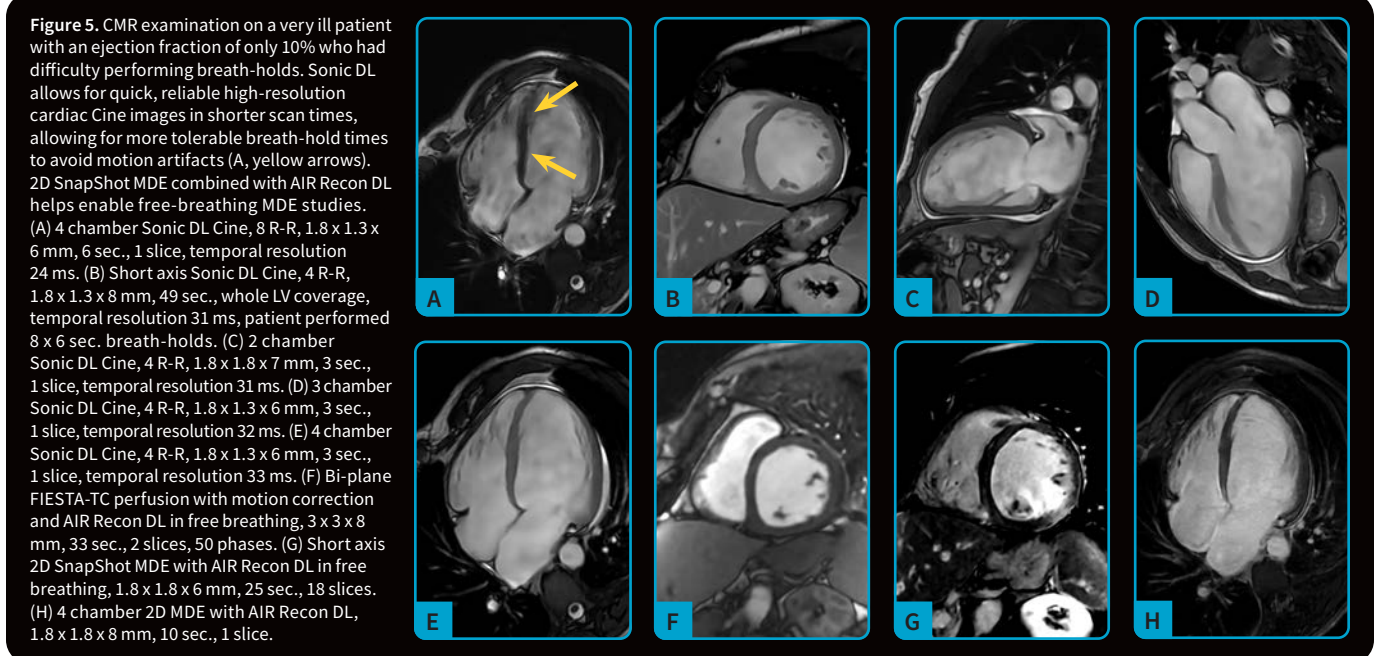 Figure 5. CMR examination on a very ill patient
with an ejection fraction of only 10% who had
difficulty performing breath-holds. Sonic DL
allows for quick, reliable high-resolution
cardiac Cine images in shorter scan times,
allowing for more tolerable breath-hold times
to avoid motion artifacts (A, yellow arrows).
2D SnapShot MDE combined with AIR Recon DL
helps enable free-breathing MDE studies.
(A) 4 chamber Sonic DL Cine, 8 R-R, 1.8 x 1.3 x
6 mm, 6 sec., 1 slice, temporal resolution
24 ms. (B) Short axis Sonic DL Cine, 4 R-R,
1.8 x 1.3 x 8 mm, 49 sec., whole LV coverage,
temporal resolution 31 ms, patient performed
8 x 6 sec. breath-holds. (C) 2 chamber
Sonic DL Cine, 4 R-R, 1.8 x 1.8 x 7 mm, 3 sec.,
1 slice, temporal resolution 31 ms. (D) 3 chamber
Sonic DL Cine, 4 R-R, 1.8 x 1.3 x 6 mm, 3 sec.,
1 slice, temporal resolution 32 ms. (E) 4 chamber
Sonic DL Cine, 4 R-R, 1.8 x 1.3 x 6 mm, 3 sec.,
1 slice, temporal resolution 33 ms. (F) Bi-plane
FIESTA-TC perfusion with motion correction
and AIR Recon DL in free breathing, 3 x 3 x 8
mm, 33 sec., 2 slices, 50 phases. (G) Short axis
2D SnapShot MDE with AIR Recon DL in free
breathing, 1.8 x 1.8 x 6 mm, 25 sec., 18 slices.
(H) 4 chamber 2D MDE with AIR Recon DL,
1.8 x 1.8 x 8 mm, 10 sec., 1 slice.
A
B
C
D
E
F
G
H